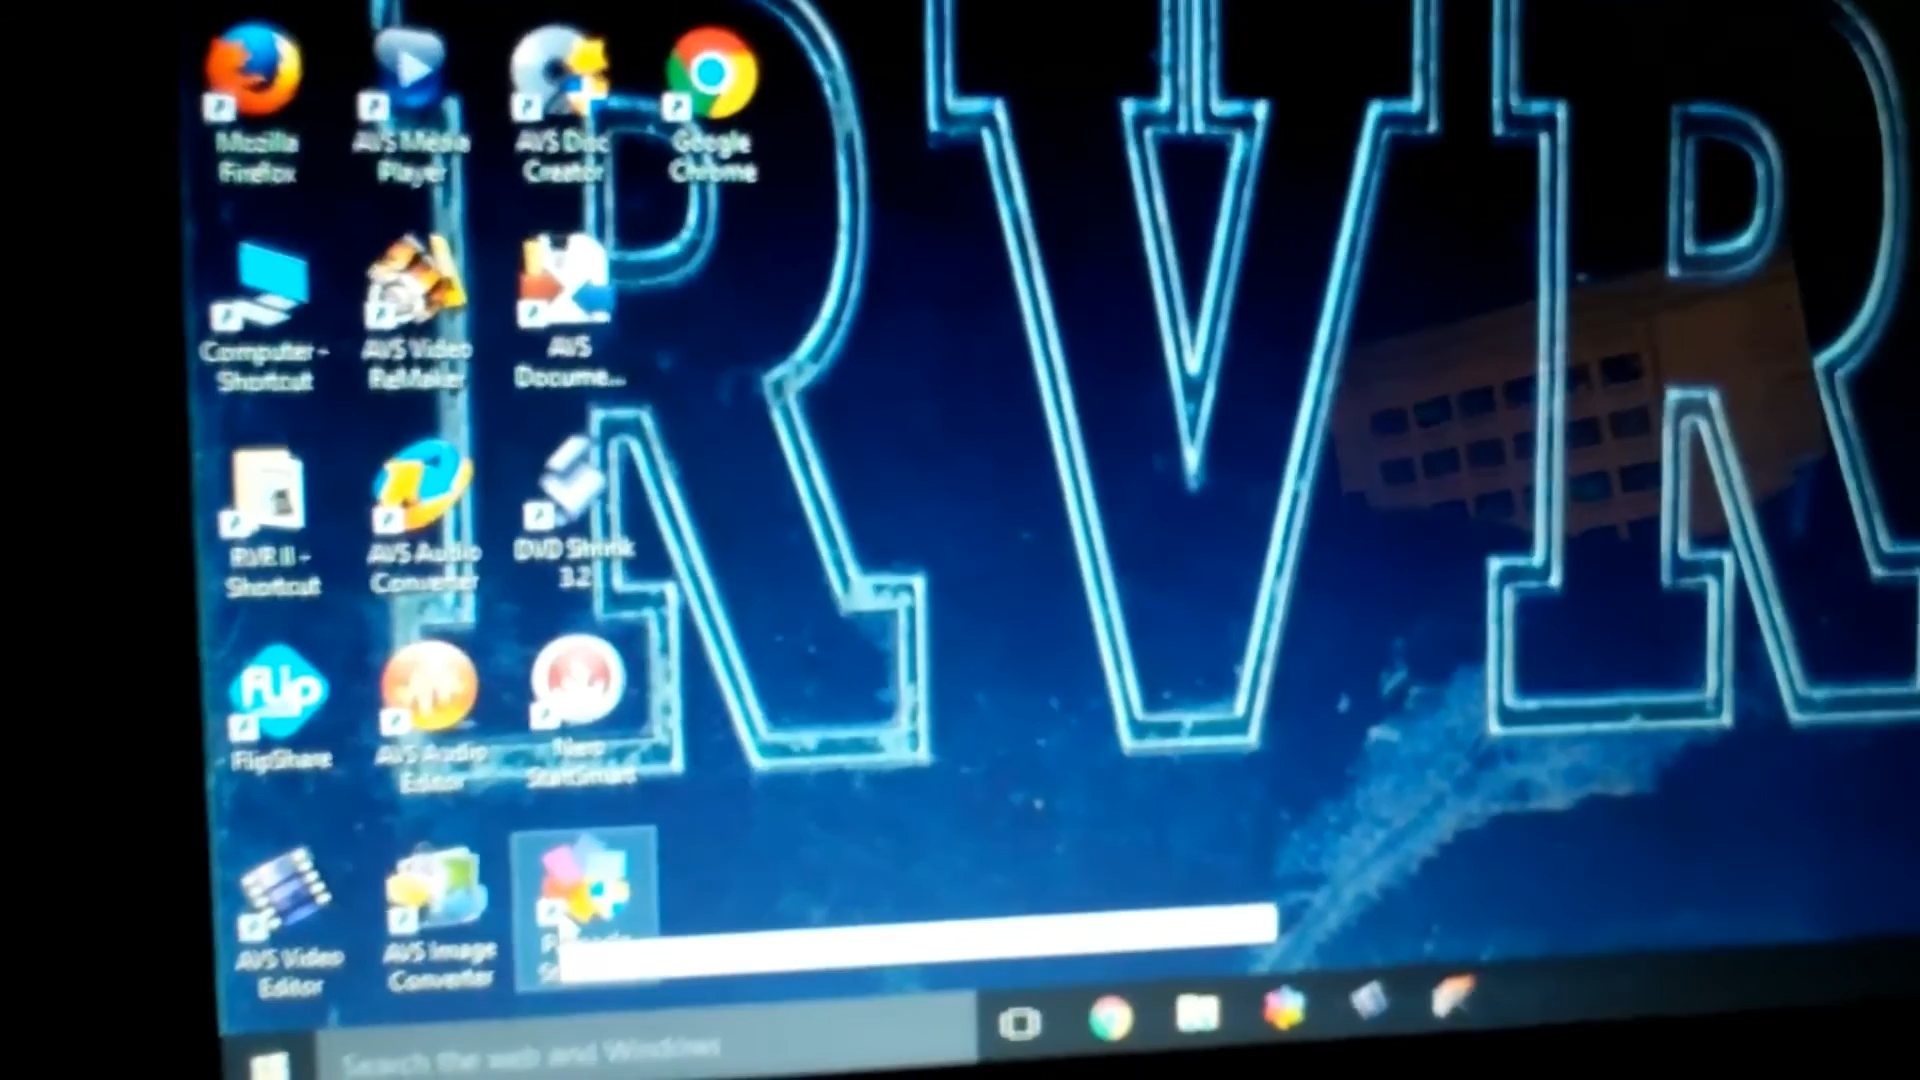 RVR
Mozilla
Firefox
AVS Media
Player
AVS Disc
Creator
Google
Chrome
Computer -
Shortcut
AVS Video
ReMaker
AVS
Docume...
RVR II -
Shortcut
AVS Audio
Converter
DVD Shrink
3.2
Flip
FlipShare
AVS Audio
Editor
Nero
StartSmart
AVS Video
Editor
AVS Image
Converter
Search the web and Windows